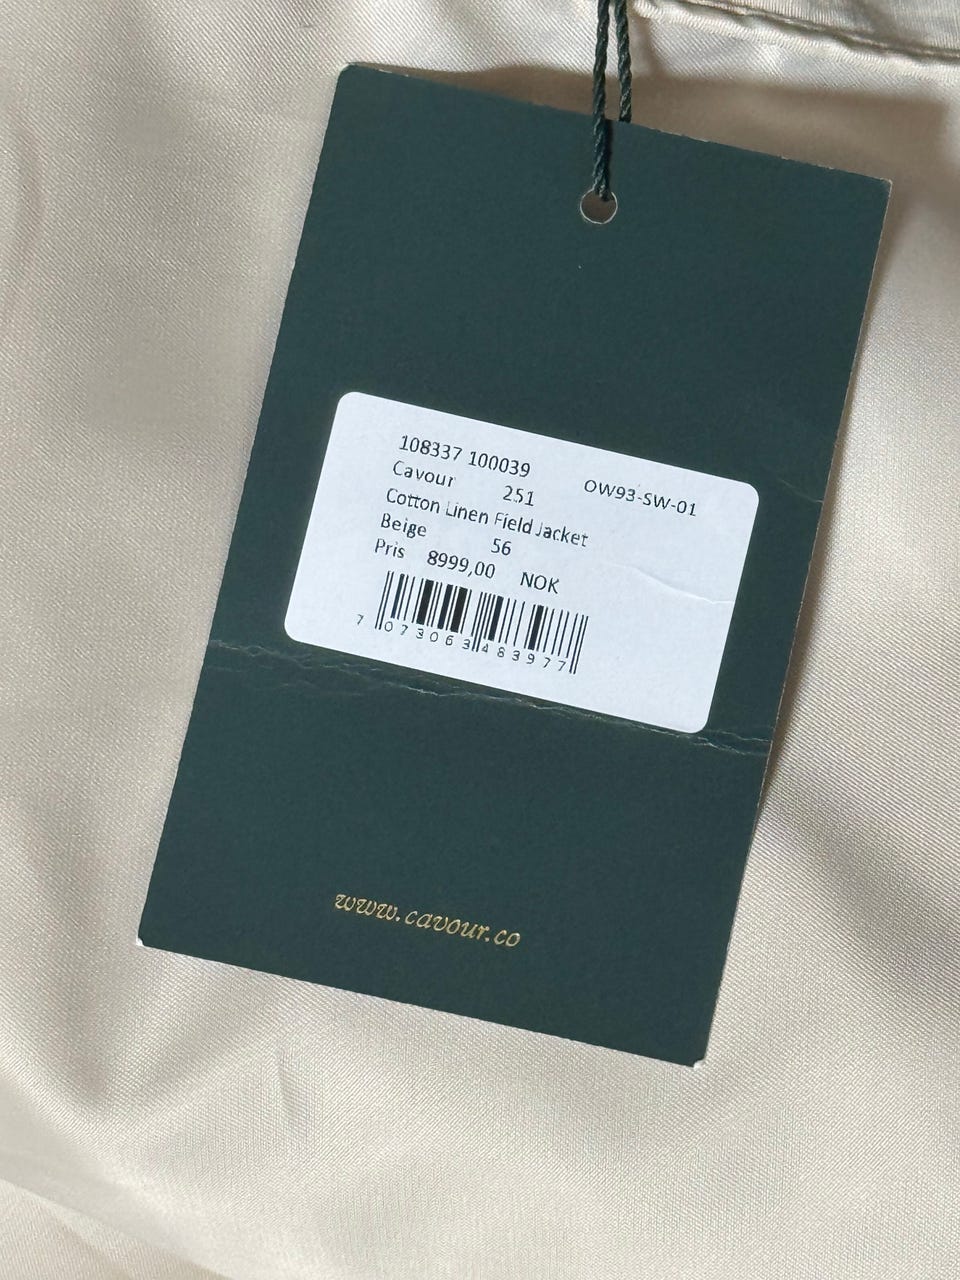 108337 100039 OW93-SW-01
Cavour 251
Cotton Linen Field Jacket
Beige 56
Pris 8999,00 NOK
7 073063 483977
www.cavour.co